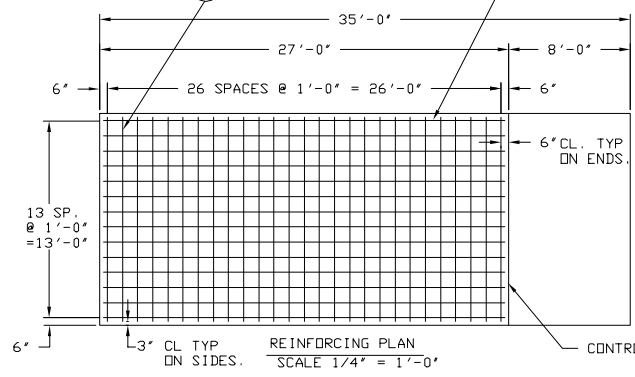 35'-0"
27'-0"
8'-0"
6"
26 SPACES @ 1'-0" = 26'-0"
6"
6" CL. TYP
ON ENDS.
13 SP.
@ 1'-0"
=13'-0"
6"
3" CL TYP
ON SIDES.
REINFORCING PLAN
SCALE 1/4" = 1'-0"